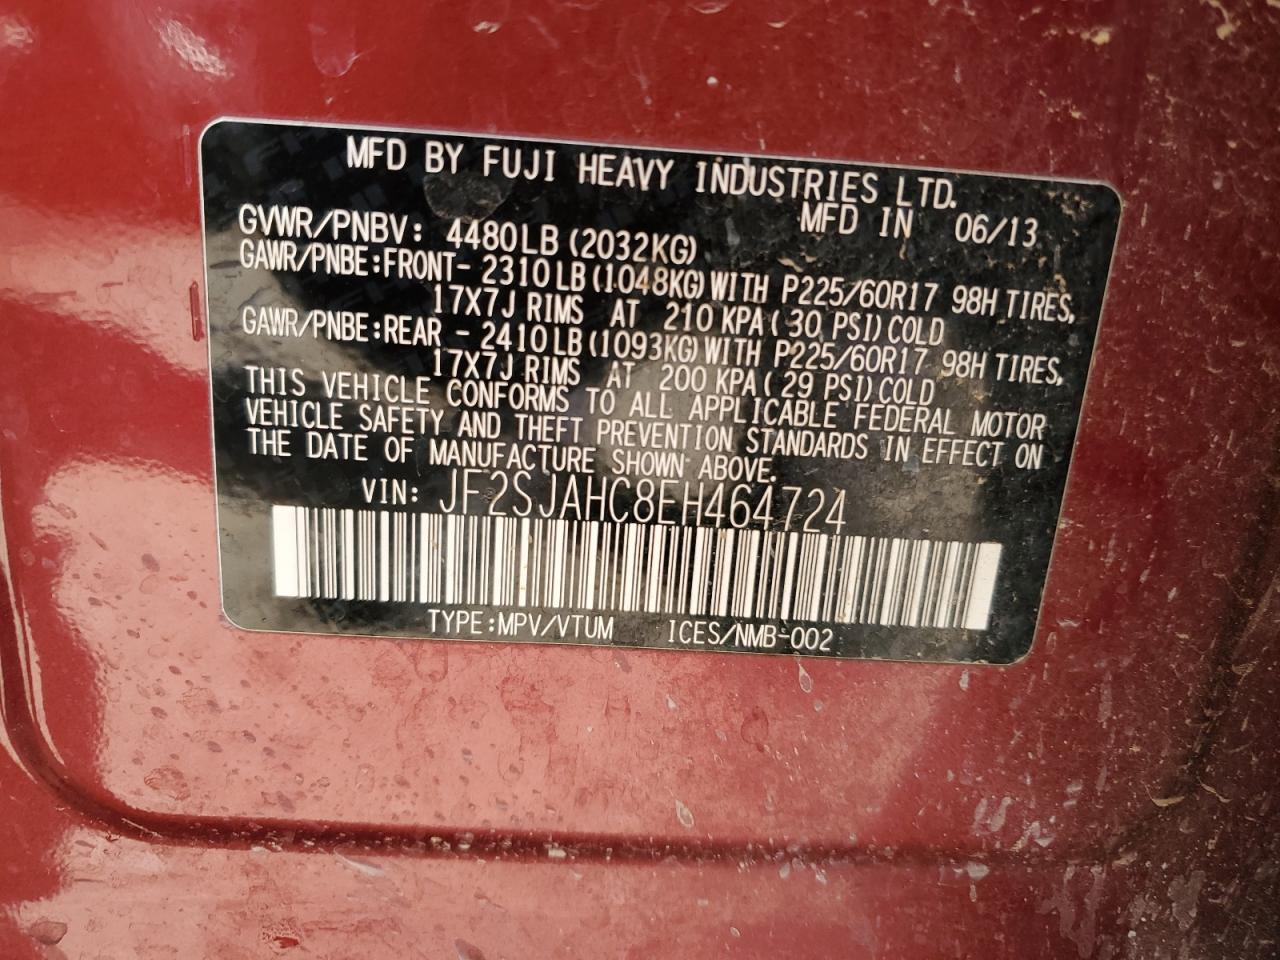 MFD BY FUJI HEAVY INDUSTRIES LTD.
MFD IN 06/13
GVWR/PNBV: 4480LB (2032KG)
GAWR/PNBE:FRONT- 2310LB(1048KG)WITH P225/60R17 98H TIRES,
17X7J RIMS AT 210 KPA(30 PSI)COLD
GAWR/PNBE:REAR - 2410LB(1093KG)WITH P225/60R17 98H TIRES,
17X7J RIMS AT 200 KPA(29 PSI)COLD
THIS VEHICLE CONFORMS TO ALL APPLICABLE FEDERAL MOTOR
VEHICLE SAFETY AND THEFT PREVENTION STANDARDS IN EFFECT ON
THE DATE OF MANUFACTURE SHOWN ABOVE.
VIN: JF2SJAHC8EH464724
TYPE:MPV/VTUM ICES/NMB-002